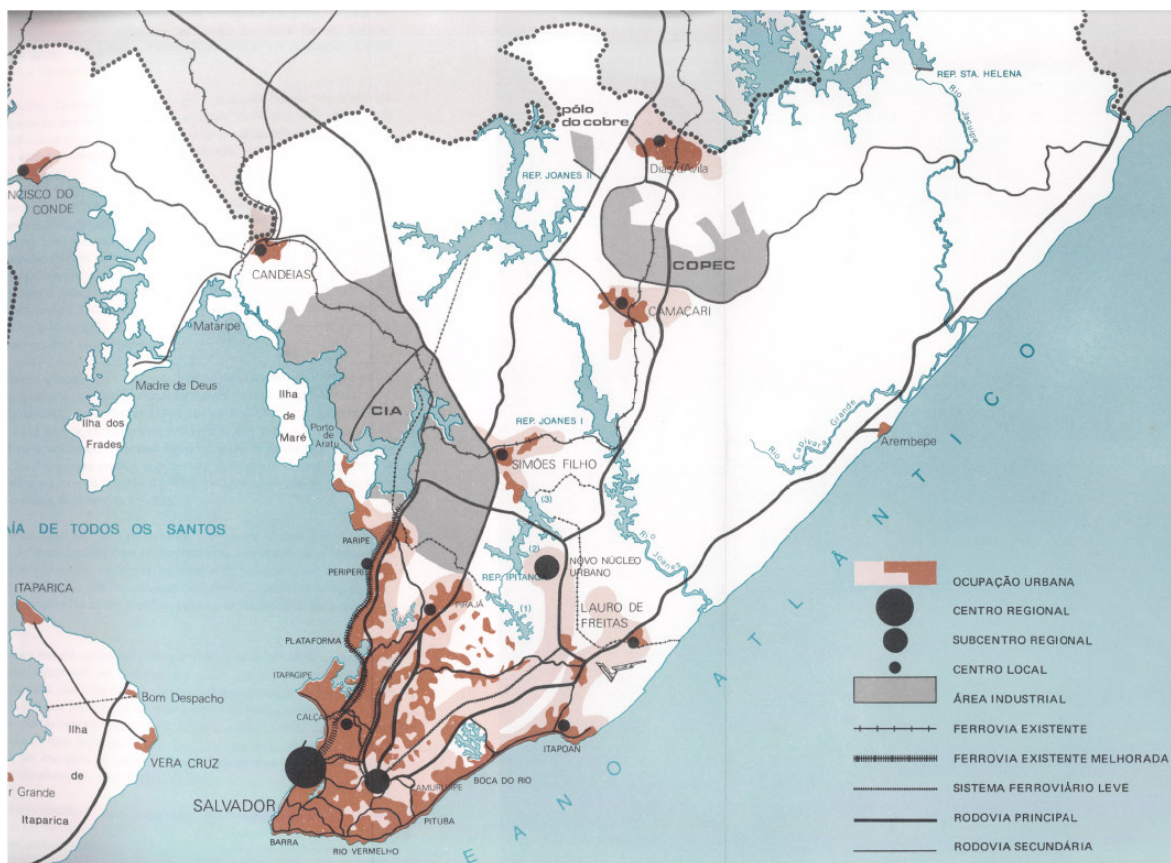 REP. STA. HELENA
Rio Jacuipe
pólo
do cobre
Dias d'Ávila
REP. JOANES II
NCISCO DO
CONDE
CANDEIAS
COPEC
CAMAÇARI
Mataripe
Madre de Deus
Ilha dos
Frades
Ilha
de
Maré
Porto
de
Aratu
CIA
REP. JOANES I
SIMÕES FILHO
Rio Capivara Grande
Arembepe
(3)
Rio Joanes
AÍA DE TODOS OS SANTOS
PARIPE
PERIPERI
(2)
NOVO NÚCLEO
URBANO
REP. IPITANGA
(1)
PIRAJÁ
LAURO DE
FREITAS
ITAPARICA
PLATAFORMA
ITAPAGIPE
Bom Despacho
Ilha
de
Itaparica
r Grande
VERA CRUZ
CALÇA
ITAPOAN
BOCA DO RIO
SALVADOR
PITUBA
BARRA
RIO VERMELHO
EANO ATLÂNTICO
OCUPAÇÃO URBANA
CENTRO REGIONAL
SUBCENTRO REGIONAL
CENTRO LOCAL
ÁREA INDUSTRIAL
FERROVIA EXISTENTE
FERROVIA EXISTENTE MELHORADA
SISTEMA FERROVIÁRIO LEVE
RODOVIA PRINCIPAL
RODOVIA SECUNDÁRIA